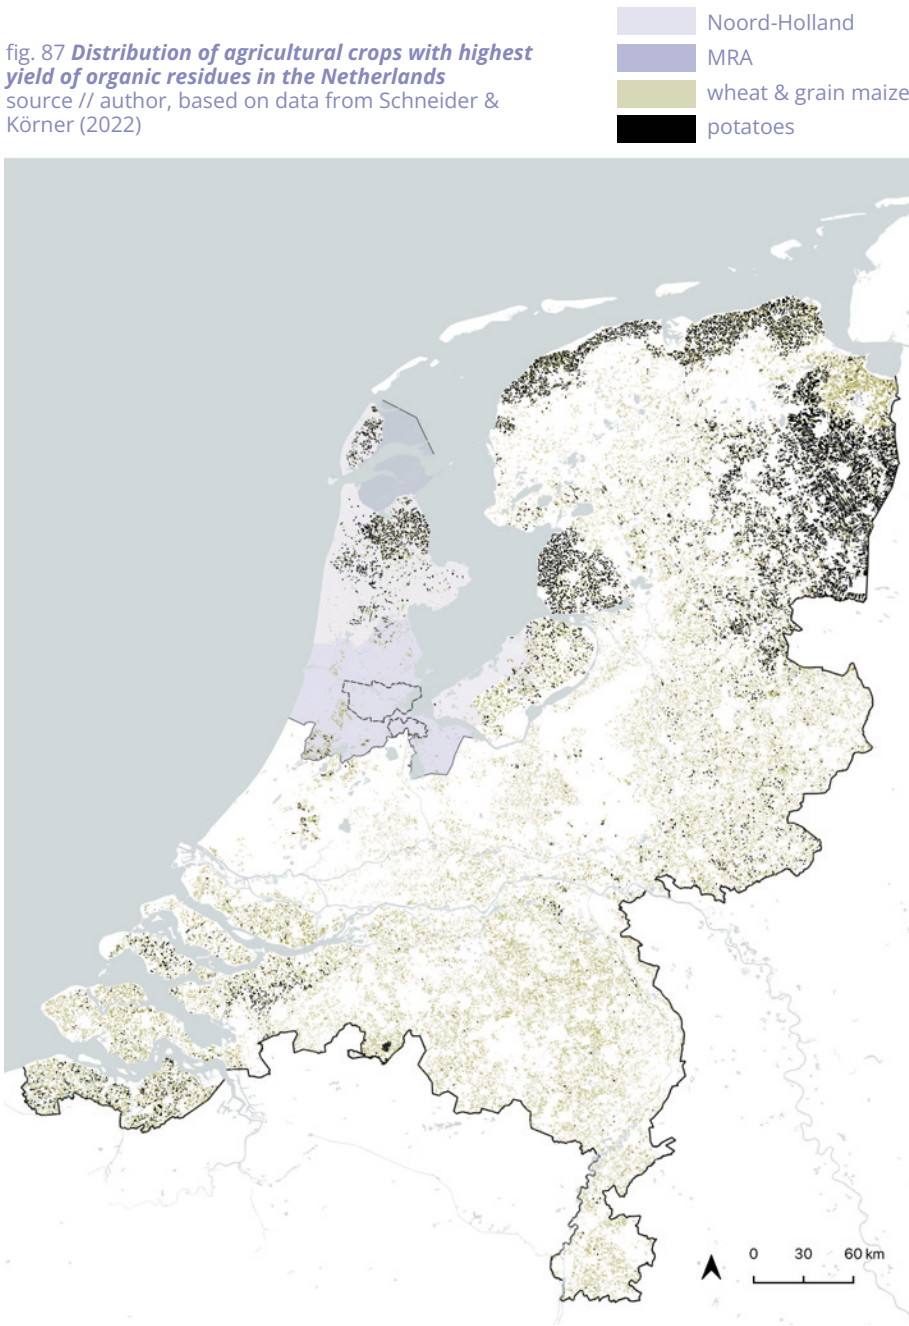 fig. 87 Distribution of agricultural crops with highest
yield of organic residues in the Netherlands
source // author, based on data from Schneider &
Körner (2022)
Noord-Holland
MRA
wheat & grain maize
potatoes
0 30 60 km